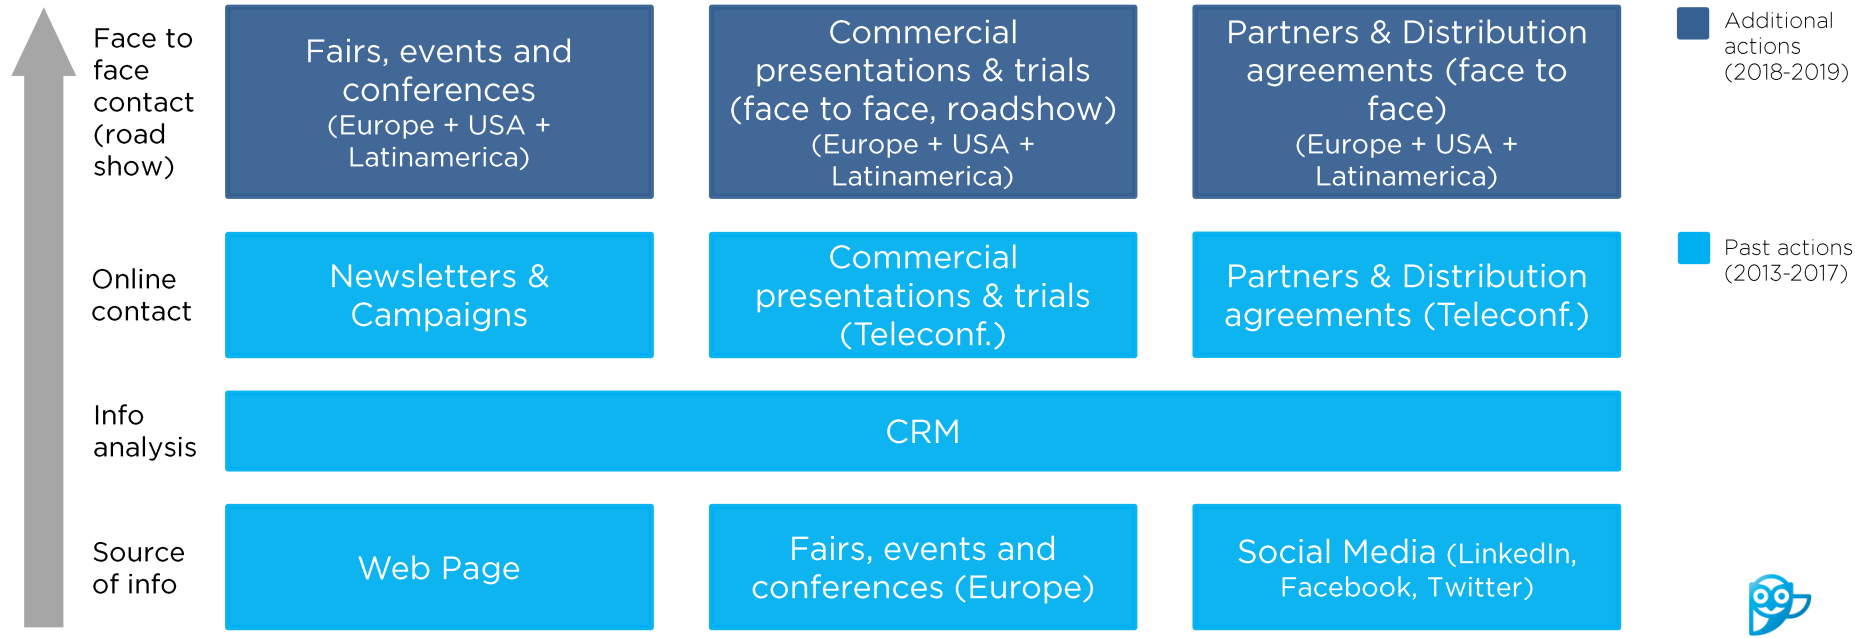 Face to
face
contact
(road
show)
Fairs, events and
conferences
(Europe + USA +
Latinamerica)
Commercial
presentations & trials
(face to face, roadshow)
(Europe + USA +
Latinamerica)
Partners & Distribution
agreements (face to
face)
(Europe + USA +
Latinamerica)
Additional
actions
(2018-2019)
Online
contact
Newsletters &
Campaigns
Commercial
presentations & trials
(Teleconf.)
Partners & Distribution
agreements (Teleconf.)
Past actions
(2013-2017)
Info
analysis
CRM
Source
of info
Web Page
Fairs, events and
conferences (Europe)
Social Media (LinkedIn,
Facebook, Twitter)